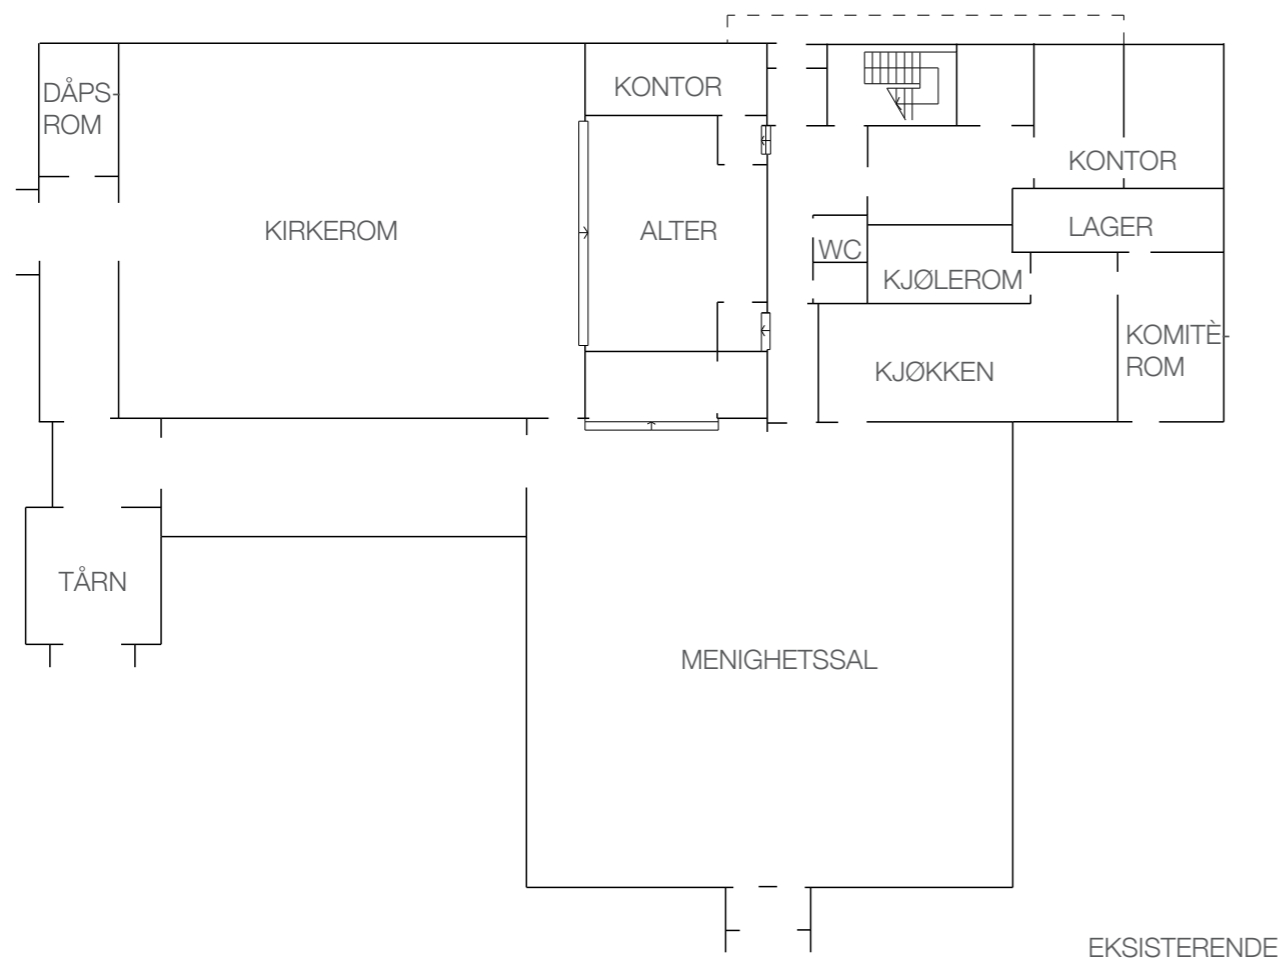 DÅPS-
ROM
KONTOR
KONTOR
KIRKEROM
ALTER
LAGER
WC
KJØLEROM
KOMITÈ-
ROM
KJØKKEN
TÅRN
MENIGHETSSAL
EKSISTERENDE